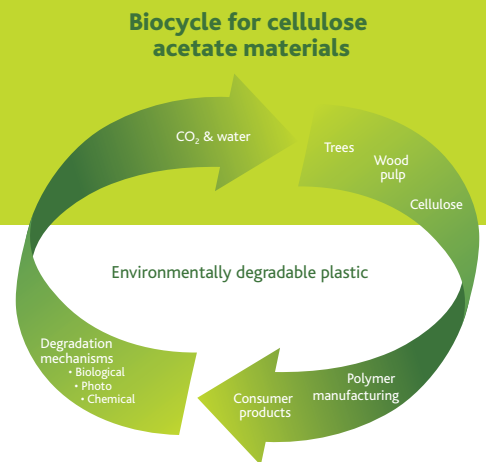 Biocycle for cellulose
acetate materials
CO₂ & water
Trees
Wood
pulp
Cellulose
Environmentally degradable plastic
Degradation
mechanisms
• Biological
• Photo
• Chemical
Consumer
products
Polymer
manufacturing